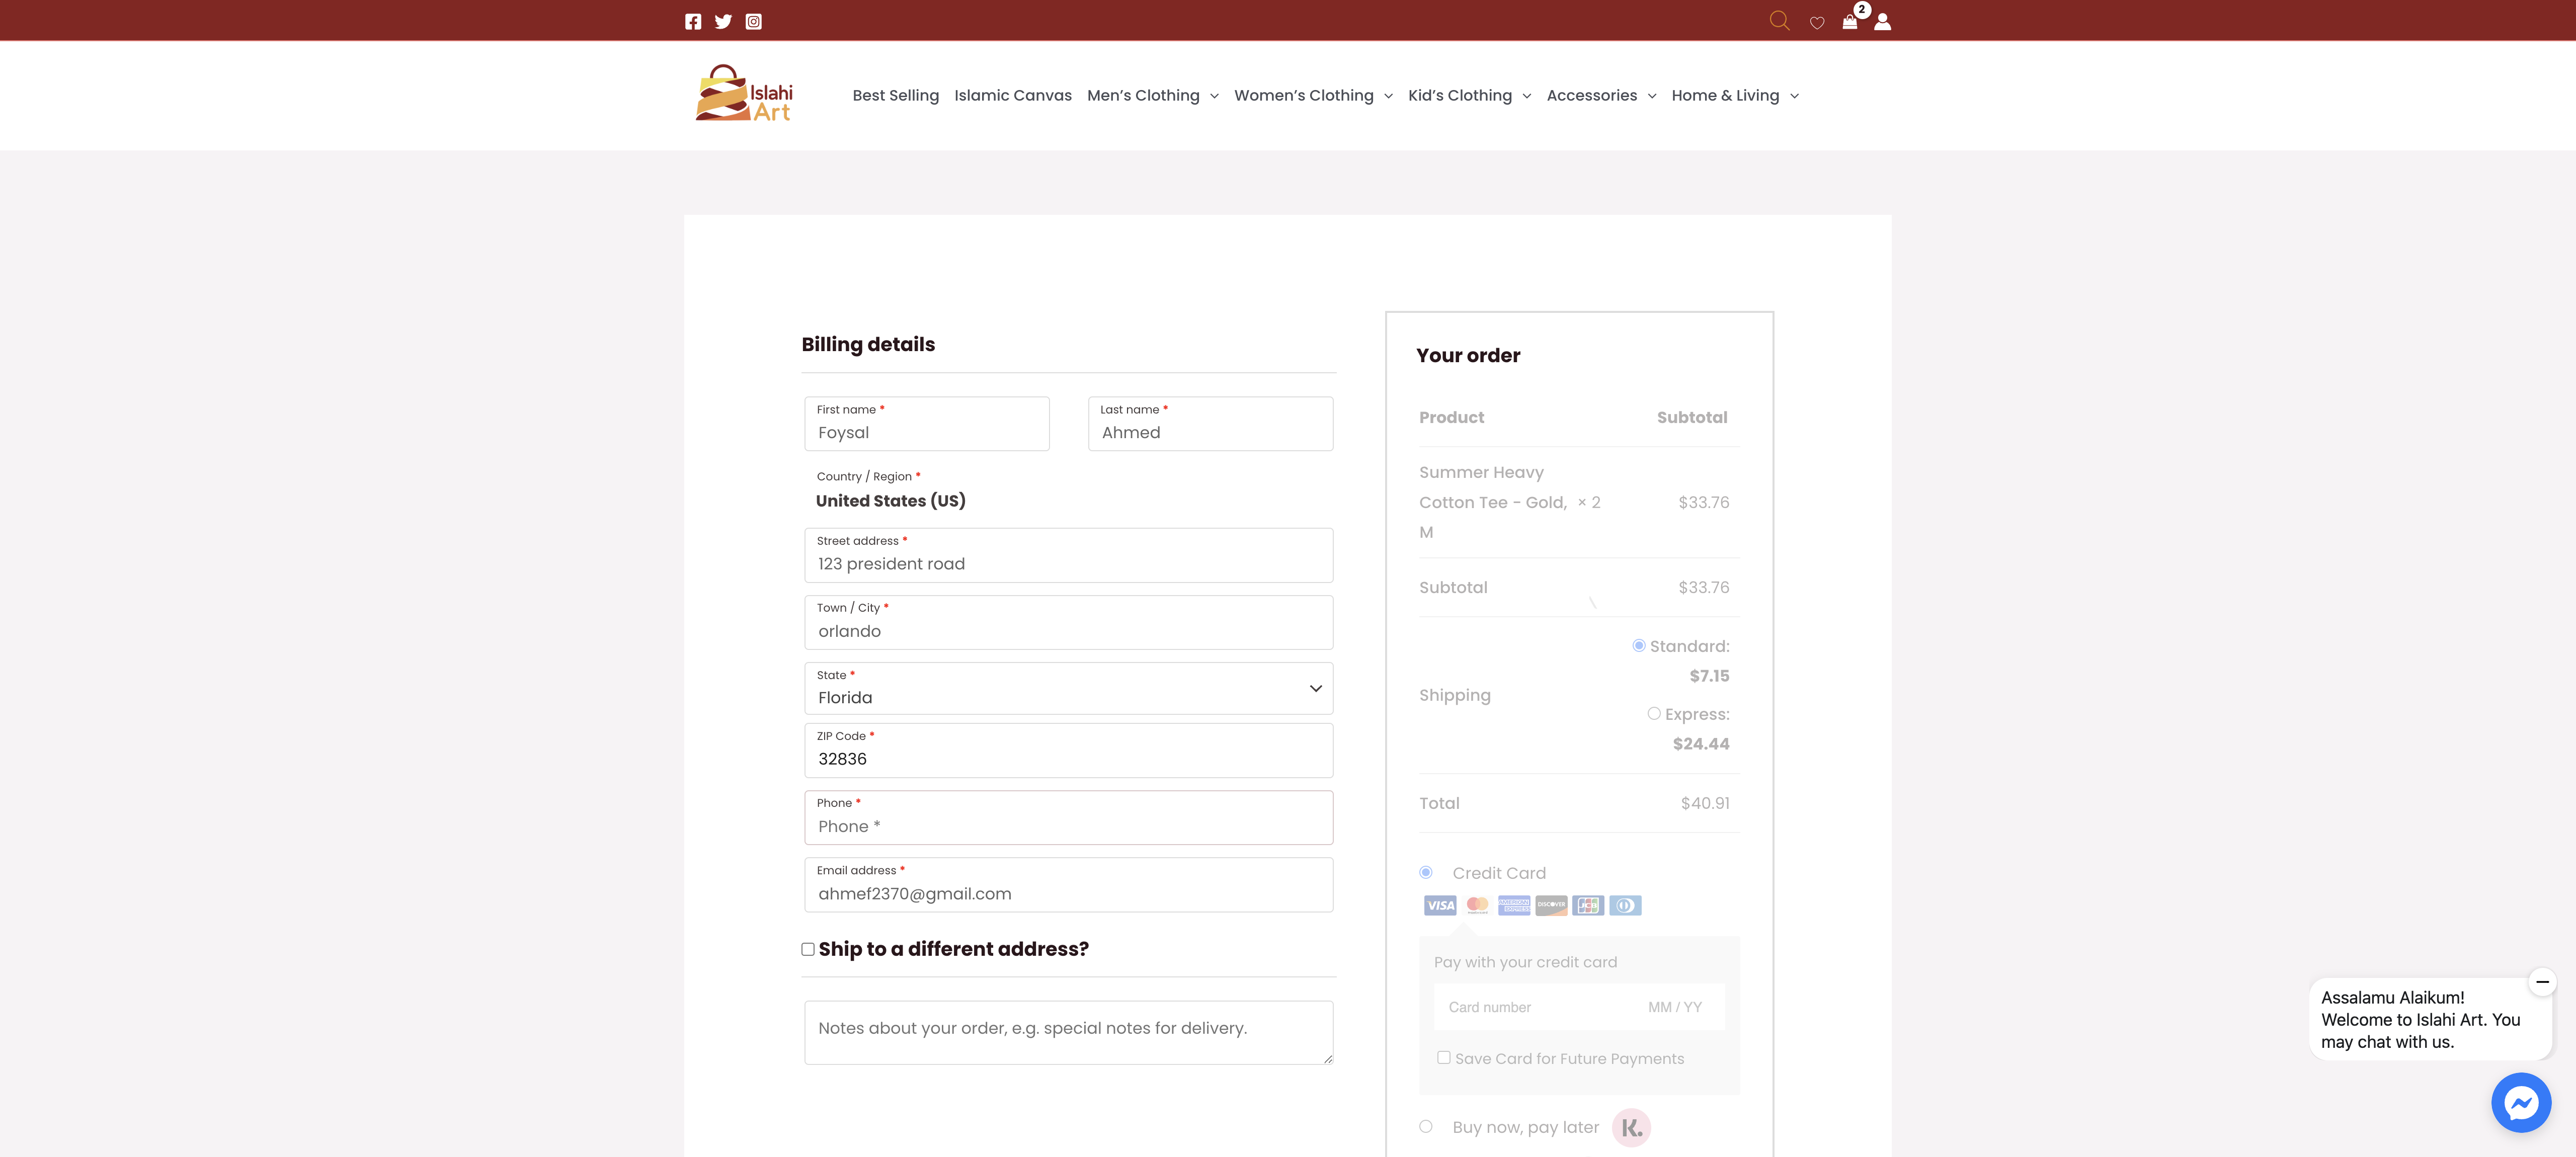 2
Islahi
Art
Best Selling Islamic Canvas Men's Clothing Women's Clothing Kid's Clothing Accessories Home & Living
Billing details
First name *
Foysal
Last name *
Ahmed
Country / Region *
United States (US)
Street address *
123 president road
Town / City *
orlando
State *
Florida
ZIP Code *
32836
Phone *
Phone *
Email address *
ahmef2370@gmail.com
Ship to a different address?
Notes about your order, e.g. special notes for delivery.
Your order
Product Subtotal
Summer Heavy
Cotton Tee - Gold, × 2 $33.76
M
Subtotal $33.76
Shipping
Standard:
$7.15
Express:
$24.44
Total $40.91
Credit Card
VISA mastercard AMERICAN EXPRESS DISCOVER JCB
Pay with your credit card
Card number MM / YY
Save Card for Future Payments
Buy now, pay later K.
Assalamu Alaikum!
Welcome to Islahi Art. You
may chat with us.